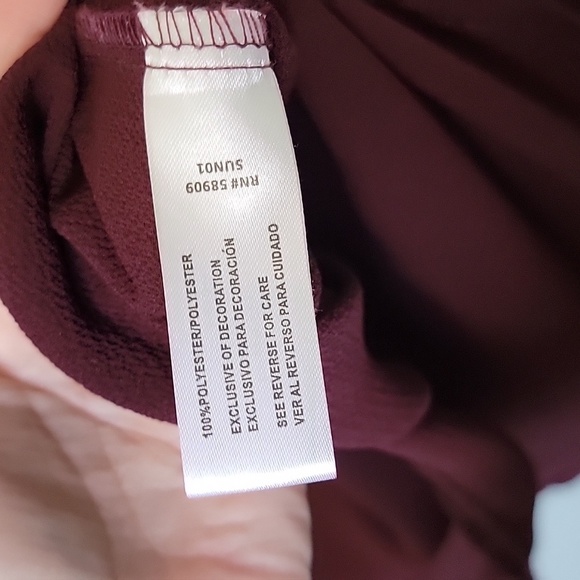 RN# 58909
SUN01
100%POLYESTER/POLYESTER
EXCLUSIVE OF DECORATION
EXCLUSIVO PARA DECORACIÓN
SEE REVERSE FOR CARE
VER AL REVERSO PARA CUIDADO